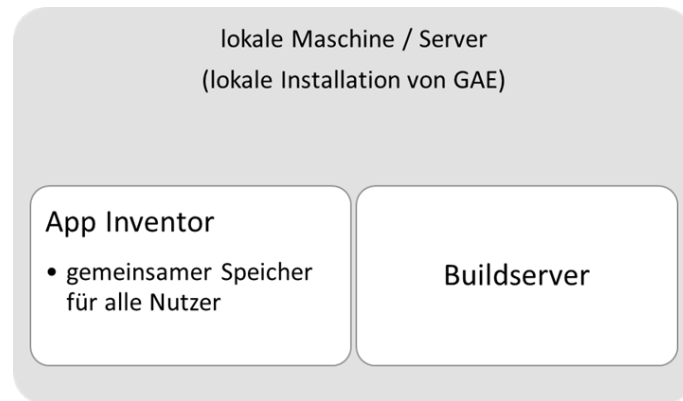 lokale Maschine / Server
(lokale Installation von GAE)
App Inventor
• gemeinsamer Speicher
für alle Nutzer
Buildserver